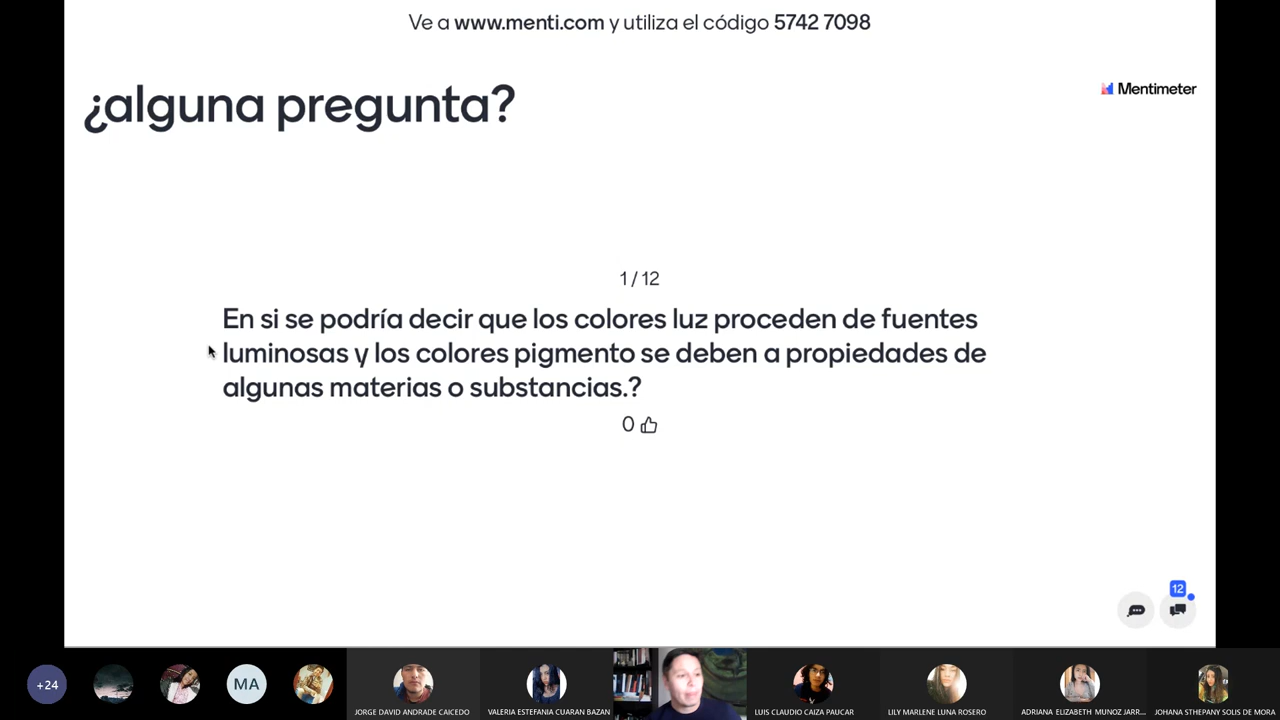 Ve a www.menti.com y utiliza el código 5742 7098
¿alguna pregunta?
Mentimeter
1 / 12
En si se podría decir que los colores luz proceden de fuentes
luminosas y los colores pigmento se deben a propiedades de
algunas materias o substancias.?
0
12
+24
MA
JORGE DAVID ANDRADE CAICEDO
VALERIA ESTEFANIA CUARAN BAZAN
LUIS CLAUDIO CAIZA PAUCAR
LILY MARLENE LUNA ROSERO
ADRIANA ELIZABETH MUNOZ JARR...
JOHANA STHEPANY SOLIS DE MORA